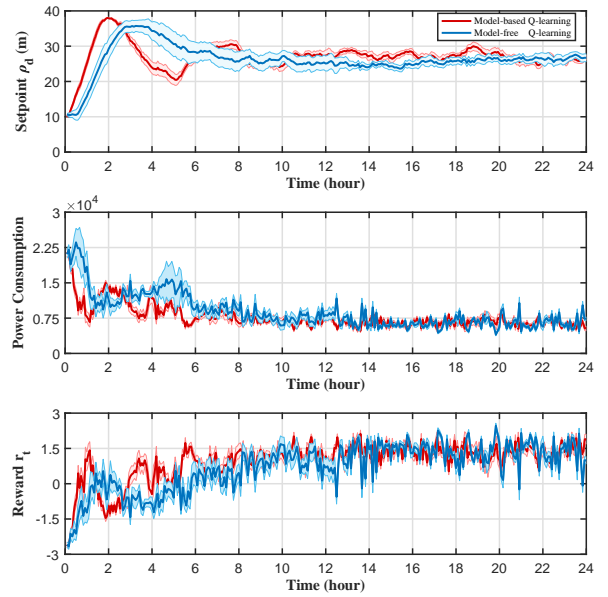 40
30
20
10
0
Setpoint ρd (m)
Model-based Q-learning
Model-free Q-learning
0 2 4 6 8 10 12 14 16 18 20 22 24
Time (hour)
×10^4
3
2.25
1.5
0.75
0
Power Consumption
0 2 4 6 8 10 12 14 16 18 20 22 24
Time (hour)
3
1.5
0
-1.5
-3
Reward rt
0 2 4 6 8 10 12 14 16 18 20 22 24
Time (hour)